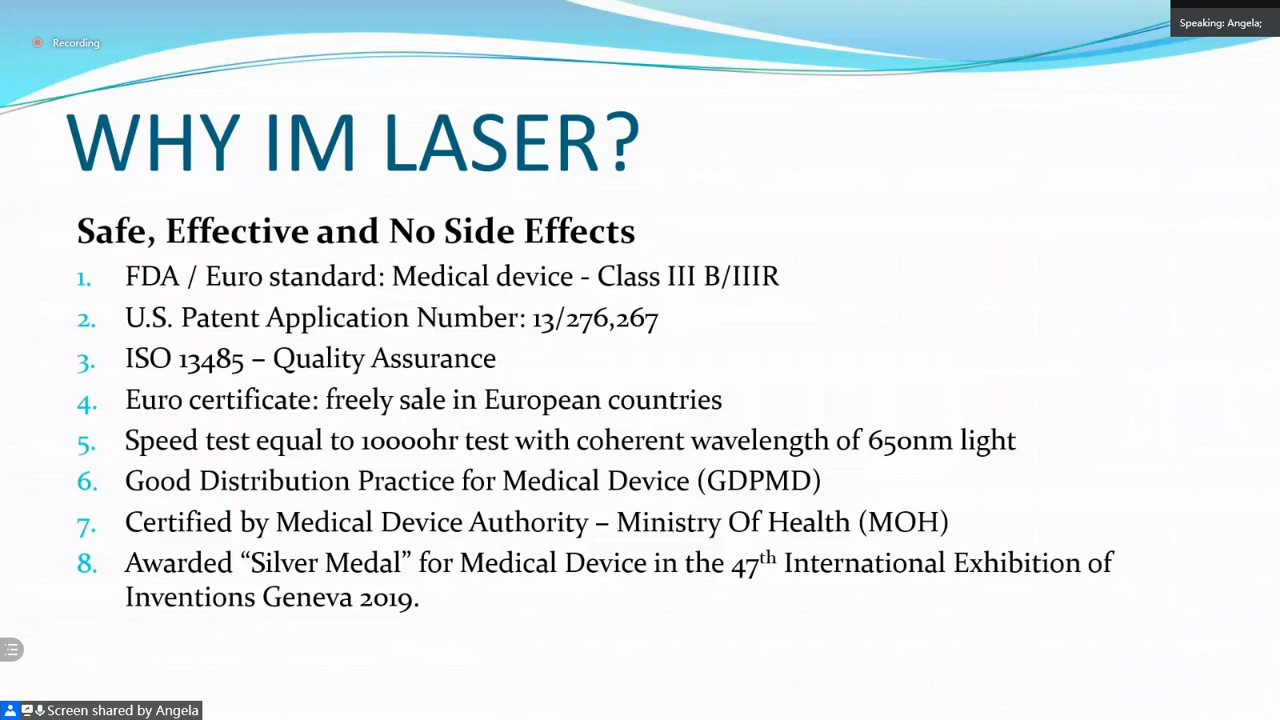 Speaking: Angela;
Recording
WHY IM LASER?
Safe, Effective and No Side Effects
1. FDA / Euro standard: Medical device - Class III B/IIIR
2. U.S. Patent Application Number: 13/276,267
3. ISO 13485 – Quality Assurance
4. Euro certificate: freely sale in European countries
5. Speed test equal to 10000hr test with coherent wavelength of 650nm light
6. Good Distribution Practice for Medical Device (GDPMD)
7. Certified by Medical Device Authority – Ministry Of Health (MOH)
8. Awarded “Silver Medal” for Medical Device in the 47th International Exhibition of
Inventions Geneva 2019.
Screen shared by Angela